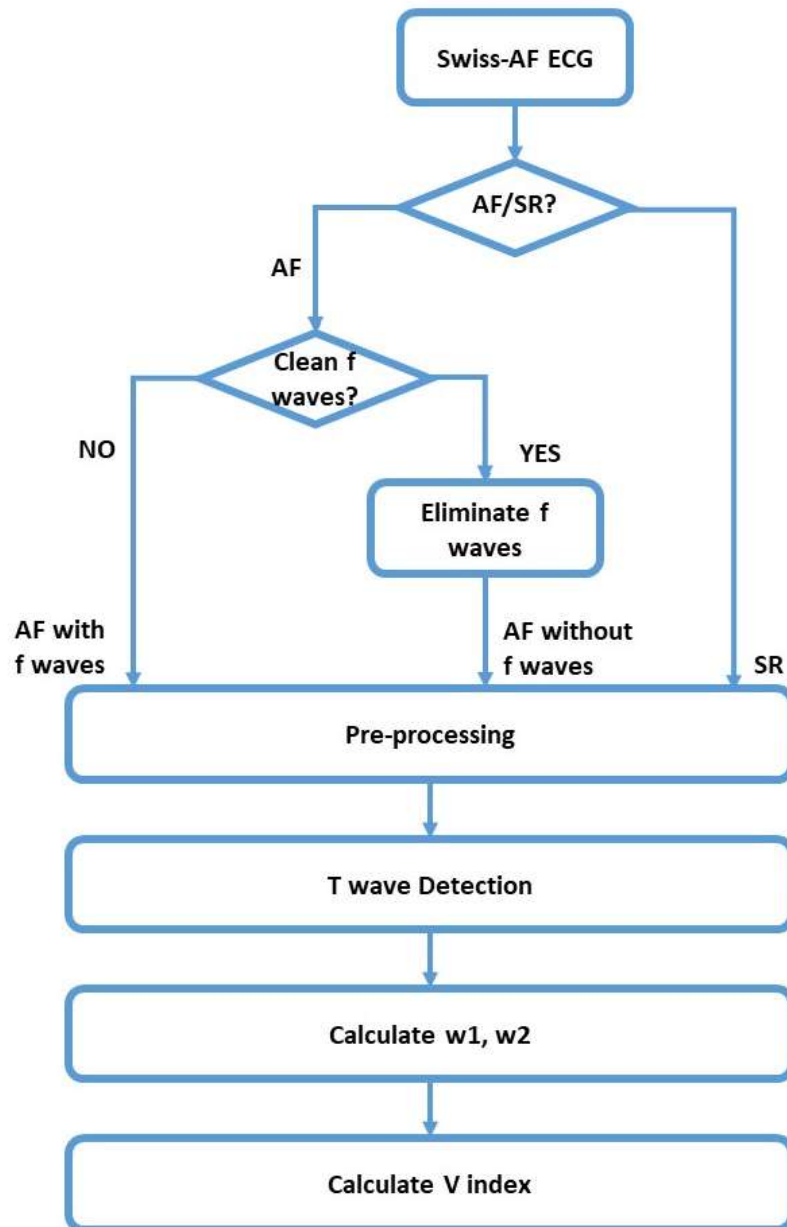 Swiss-AF ECG
AF/SR?
AF
Clean f
waves?
NO
YES
Eliminate f
waves
AF with
f waves
AF without
f waves
SR
Pre-processing
T wave Detection
Calculate w1, w2
Calculate V index